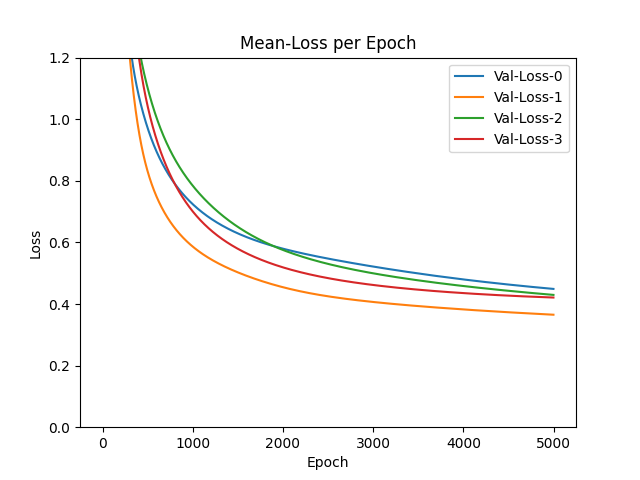 Mean-Loss per Epoch
1.2
1.0
0.8
0.6
0.4
0.2
0.0
Loss
Val-Loss-0
Val-Loss-1
Val-Loss-2
Val-Loss-3
0 1000 2000 3000 4000 5000
Epoch